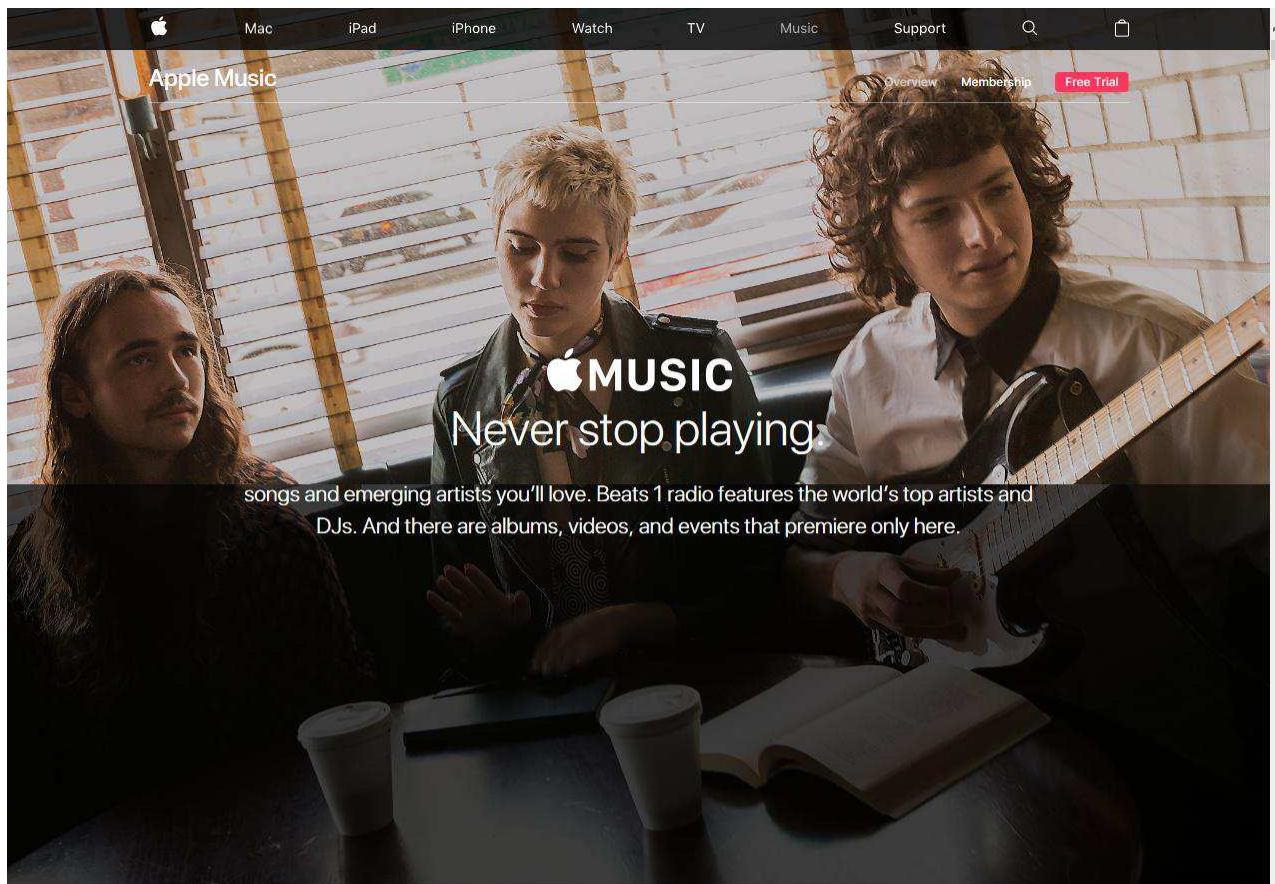 Mac iPad iPhone Watch TV Music Support
Apple Music
Overview Membership Free Trial
MUSIC
Never stop playing.
songs and emerging artists you'll love. Beats 1 radio features the world's top artists and
DJs. And there are albums, videos, and events that premiere only here.